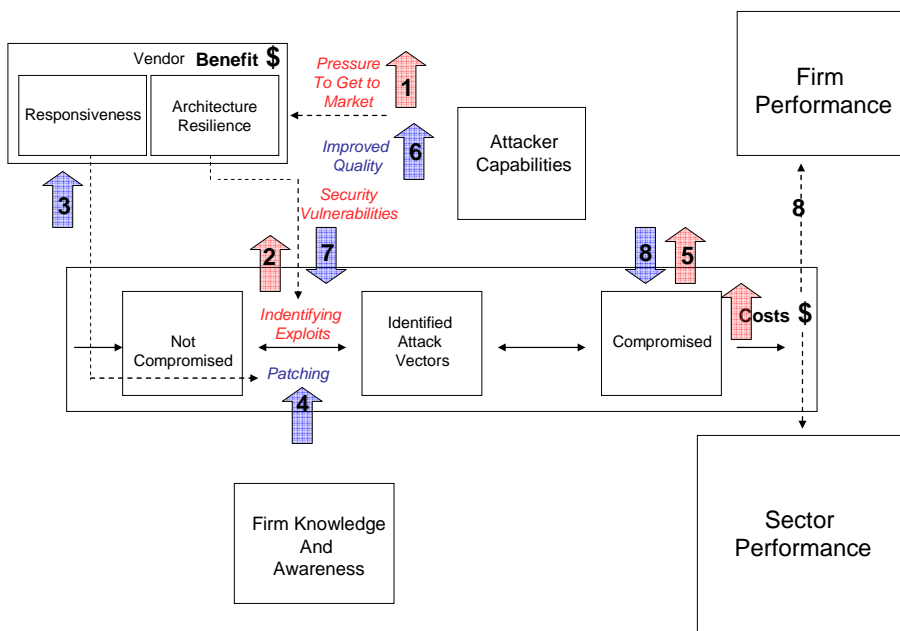 Vendor Benefit $
Responsiveness
Architecture
Resilience
Pressure
To Get to
Market
1
Improved
Quality
6
Attacker
Capabilities
Firm
Performance
3
Security
Vulnerabilities
2
7
8
5
8
Not
Compromised
Indentifying
Exploits
Patching
4
Identified
Attack
Vectors
Compromised
Costs $
Firm Knowledge
And
Awareness
Sector
Performance